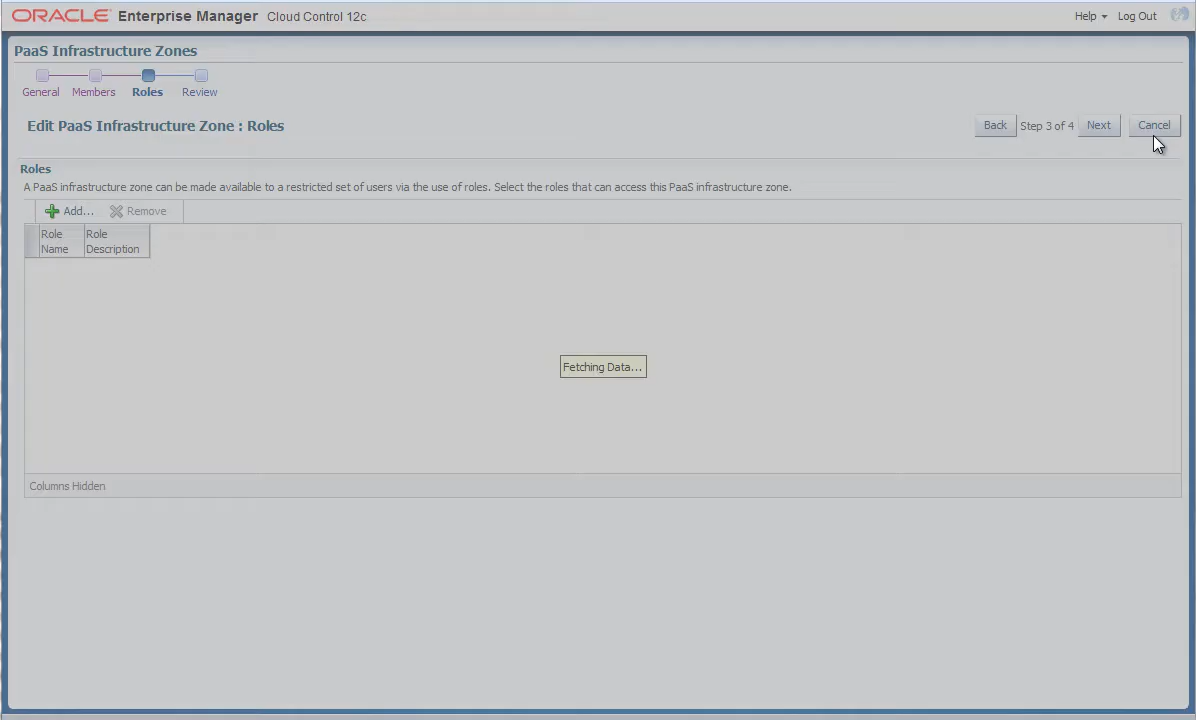 ORACLE Enterprise Manager Cloud Control 12c Help Log Out
PaaS Infrastructure Zones
General Members Roles Review
Edit PaaS Infrastructure Zone : Roles Back Step 3 of 4 Next Cancel
Roles
A PaaS infrastructure zone can be made available to a restricted set of users via the use of roles. Select the roles that can access this PaaS infrastructure zone.
Add... Remove
Role Role
Name Description
Fetching Data...
Columns Hidden